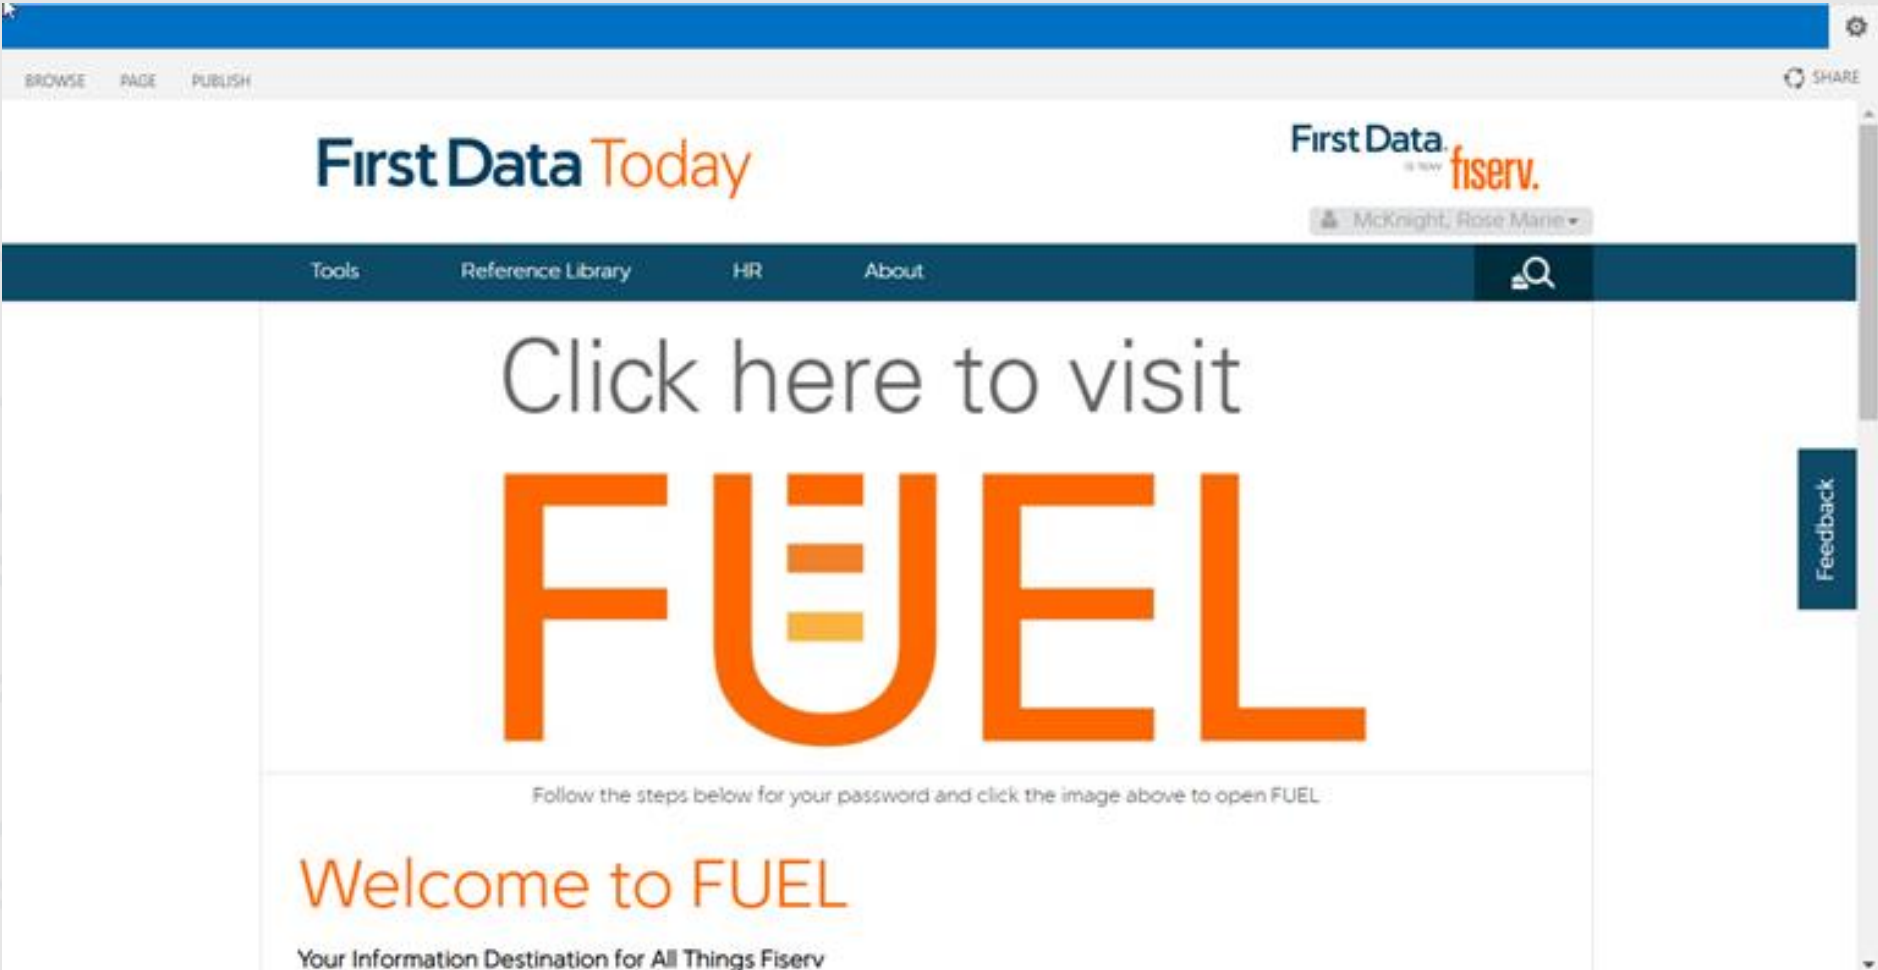 BROWSE PAGE PUBLISH
SHARE
First Data Today
First Data.
is now
fiserv.
McKnight, Rose Marie
Tools Reference Library HR About
Click here to visit
FUEL
Feedback
Follow the steps below for your password and click the image above to open FUEL
Welcome to FUEL
Your Information Destination for All Things Fiserv